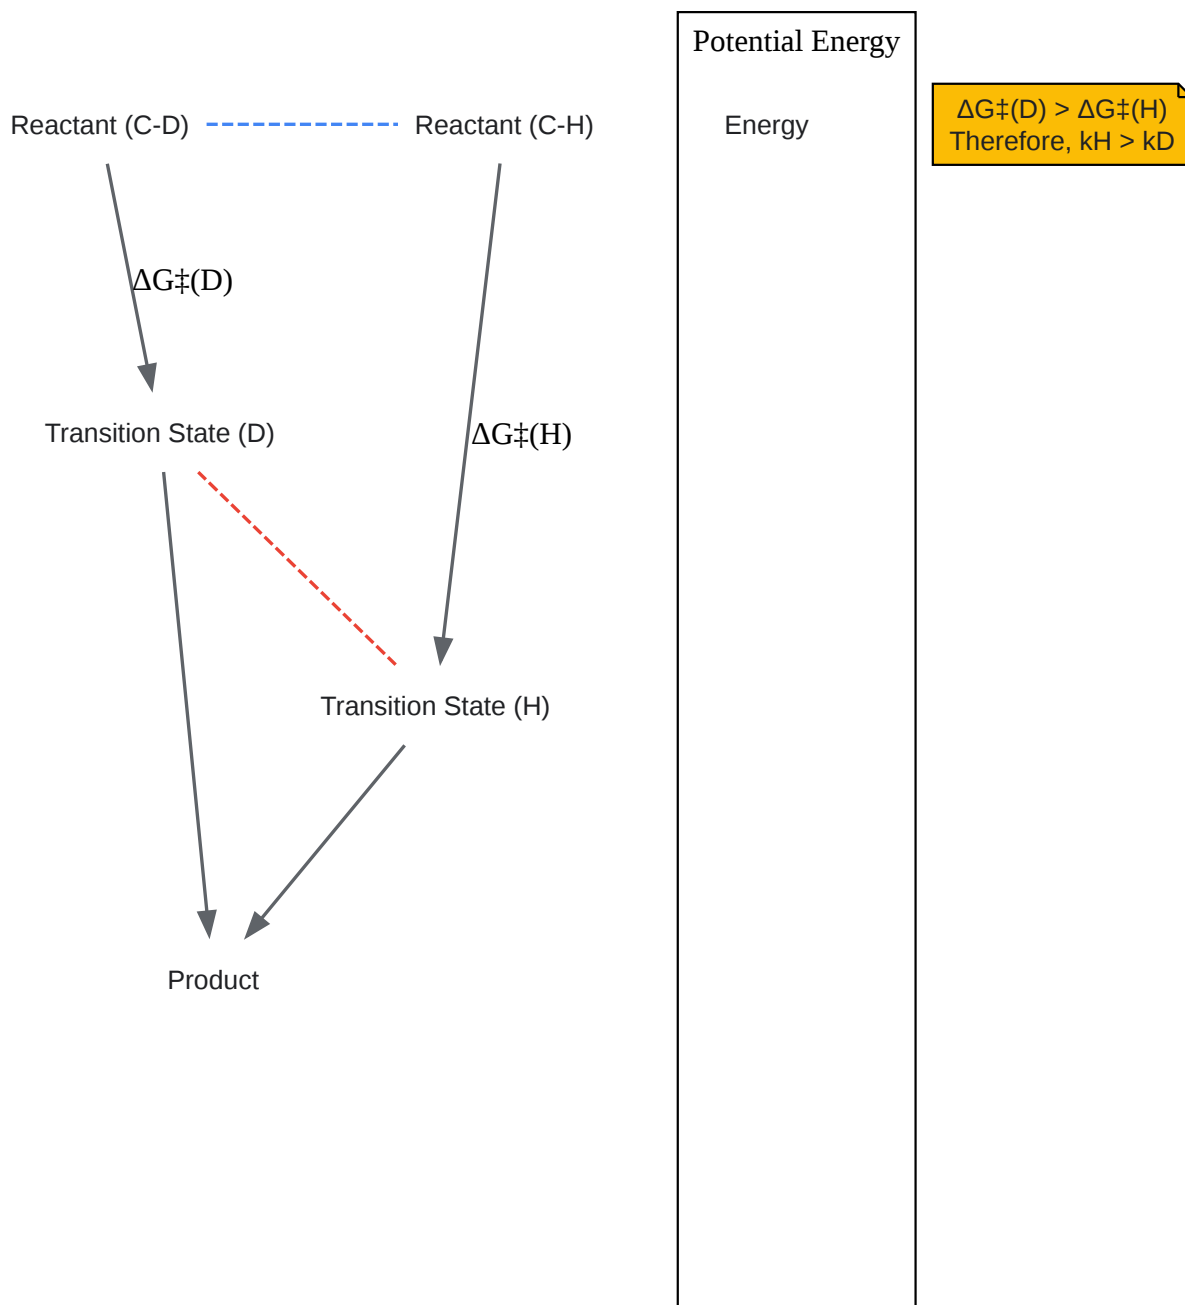 Potential Energy
Reactant (C-D)
Reactant (C-H)
Energy
ΔG‡(D) > ΔG‡(H)
Therefore, kH > kD
ΔG‡(D)
Transition State (D)
ΔG‡(H)
Transition State (H)
Product